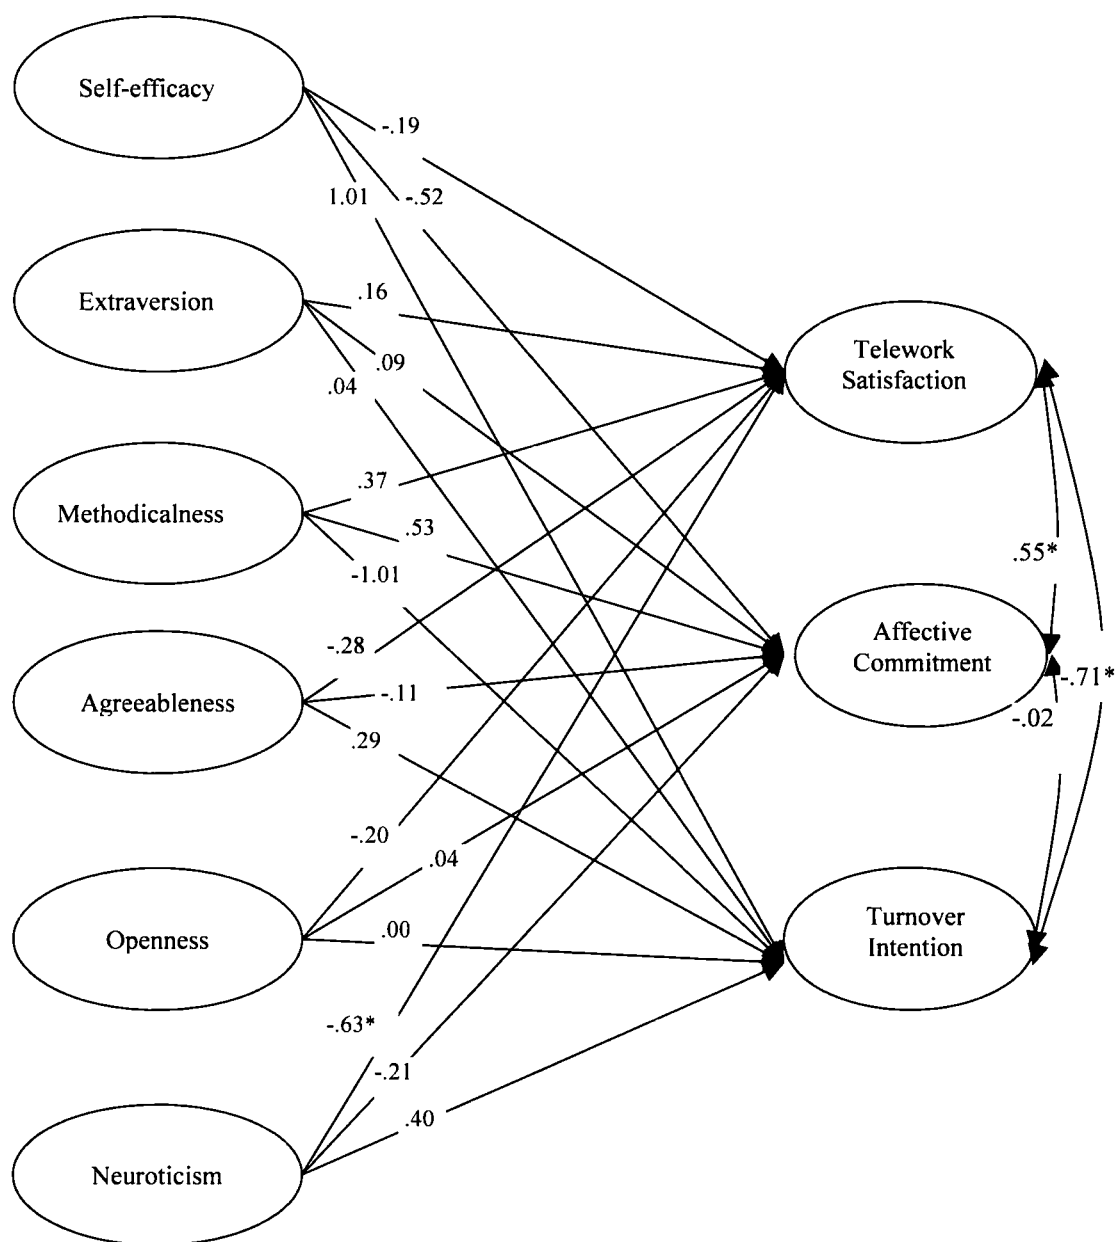 Self-efficacy
-.19
1.01
-.52
Extraversion
.16
.09
.04
Telework
Satisfaction
Methodicalness
.37
.53
-1.01
.55*
Affective
Commitment
-.71*
-.02
Agreeableness
-.28
-.11
.29
-.20
.04
Openness
.00
Turnover
Intention
-.63*
-.21
.40
Neuroticism